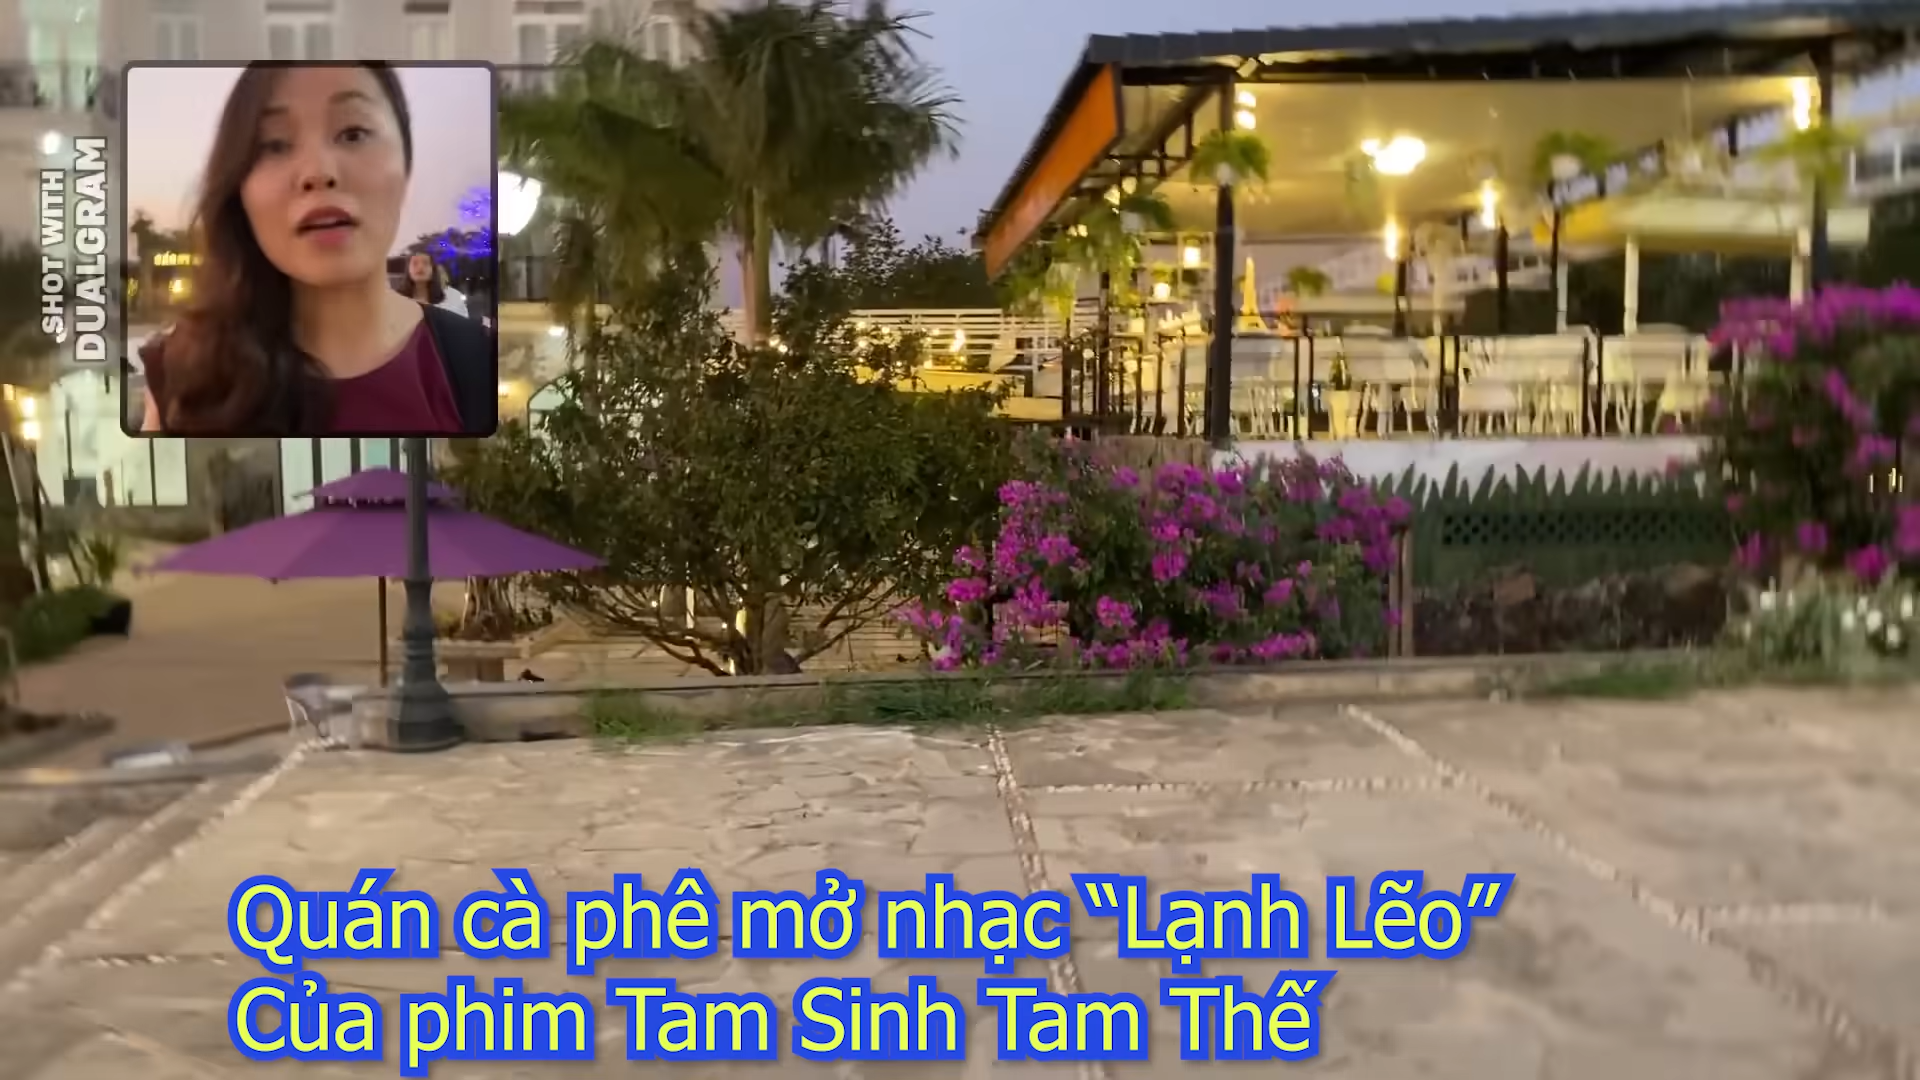 SHOT WITH
DUALGRAM
Quán cà phê mở nhạc “Lạnh Lẽo”
Của phim Tam Sinh Tam Thế